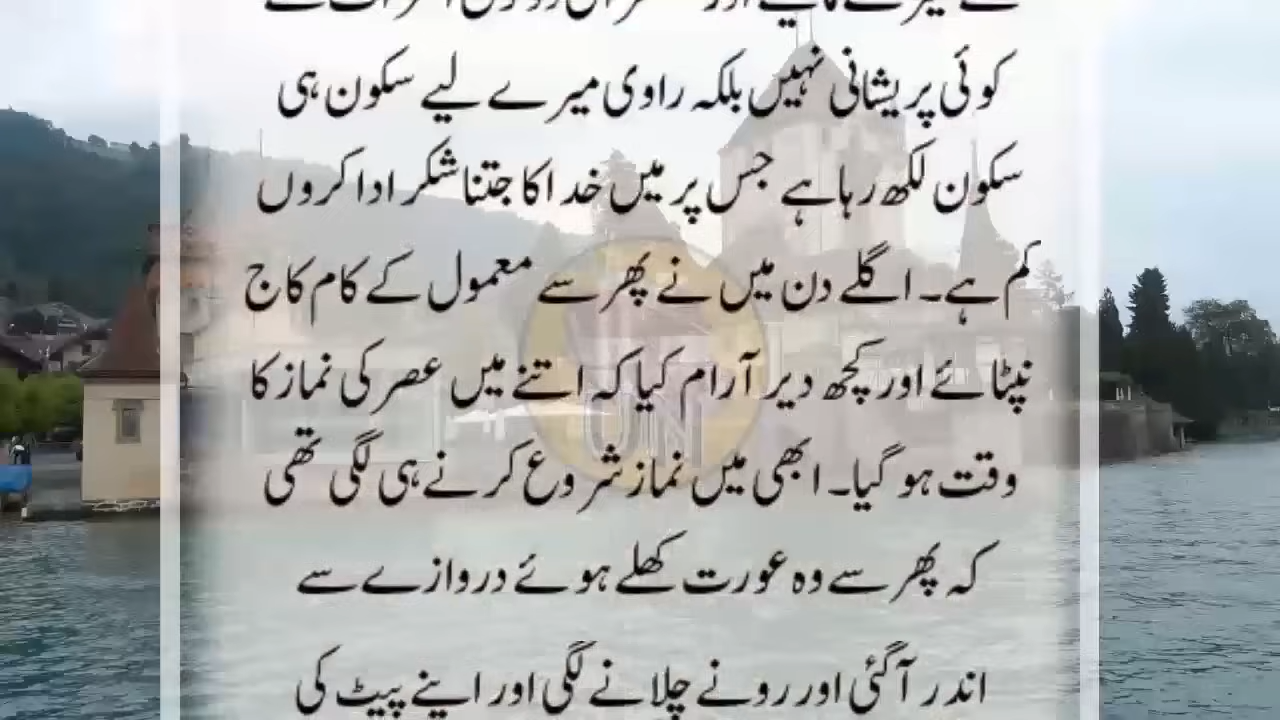 کوئی پریشانی نہیں بلکہ راوی میرے لیے سکون ہی
سکون لکھ رہا ہے جس پر میں خدا کا جتنا شکر ادا کروں
کم ہے۔ اگلے دن میں نے پھر سے معمول کے کام کاج
نپٹائے اور کچھ دیر آرام کیا کہ اتنے میں عصر کی نماز کا
وقت ہو گیا۔ ابھی میں نماز شروع کرنے ہی لگی تھی
کہ پھر سے وہ عورت کھلے ہوئے دروازے سے
اندر آ گئی اور رونے چلانے لگی اور اپنے پیٹ کی
UN